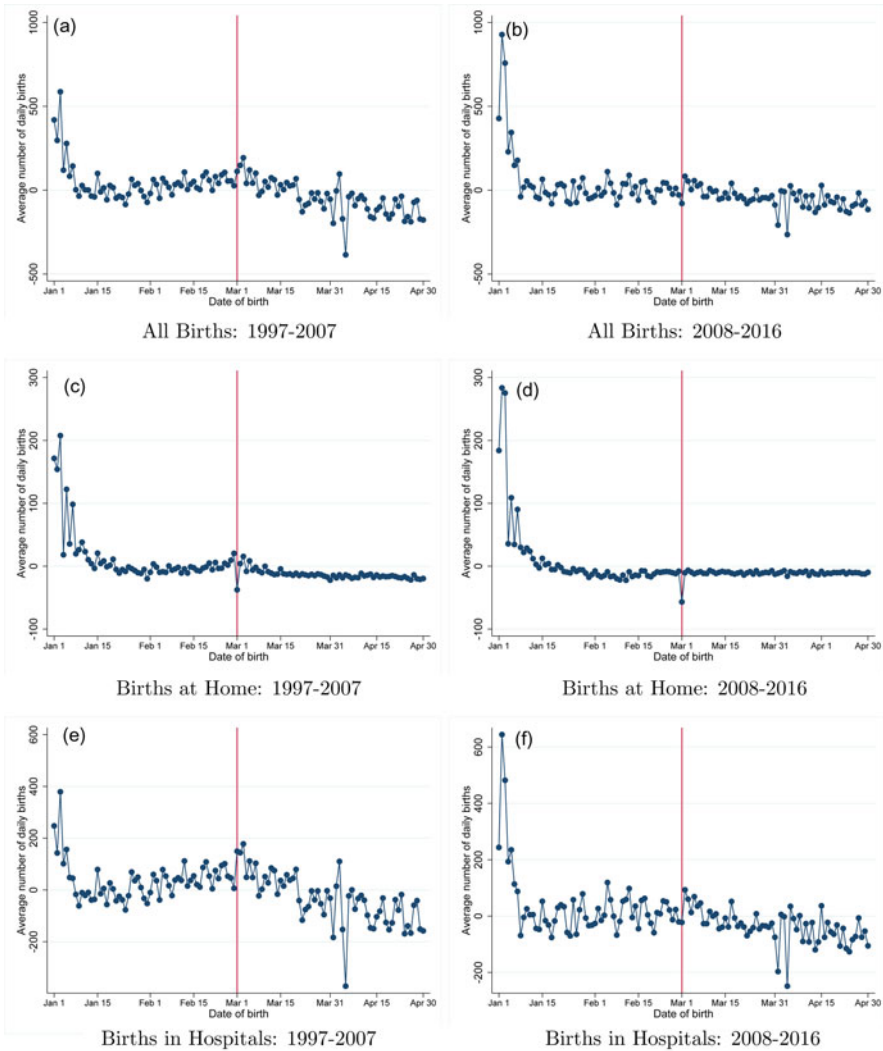 (a)
Average number of daily births
1000
500
0
-500
Jan 1 Jan 15 Feb 1 Feb 15 Mar 1 Mar 15 Mar 31 Apr 15 Apr 30
Date of birth
All Births: 1997-2007
(b)
Average number of daily births
1000
500
0
-500
Jan 1 Jan 15 Feb 1 Feb 15 Mar 1 Mar 15 Mar 31 Apr 15 Apr 30
Date of birth
All Births: 2008-2016
(c)
Average number of daily births
300
200
100
0
-100
Jan 1 Jan 15 Feb 1 Feb 15 Mar 1 Mar 15 Mar 31 Apr 15 Apr 30
Date of birth
Births at Home: 1997-2007
(d)
Average number of daily births
300
200
100
0
-100
Jan 1 Jan 15 Feb 1 Feb 15 Mar 1 Mar 15 Mar 31 Apr 1 Apr 30
Date of birth
Births at Home: 2008-2016
(e)
Average number of daily births
600
400
200
0
-200
Jan 1 Jan 15 Feb 1 Feb 15 Mar 1 Mar 15 Mar 31 Apr 15 Apr 30
Date of birth
Births in Hospitals: 1997-2007
(f)
Average number of daily births
600
400
200
0
-200
Jan 1 Jan 15 Feb 1 Feb 15 Mar 1 Mar 15 Mar 31 Apr 15 Apr 30
Date of birth
Births in Hospitals: 2008-2016